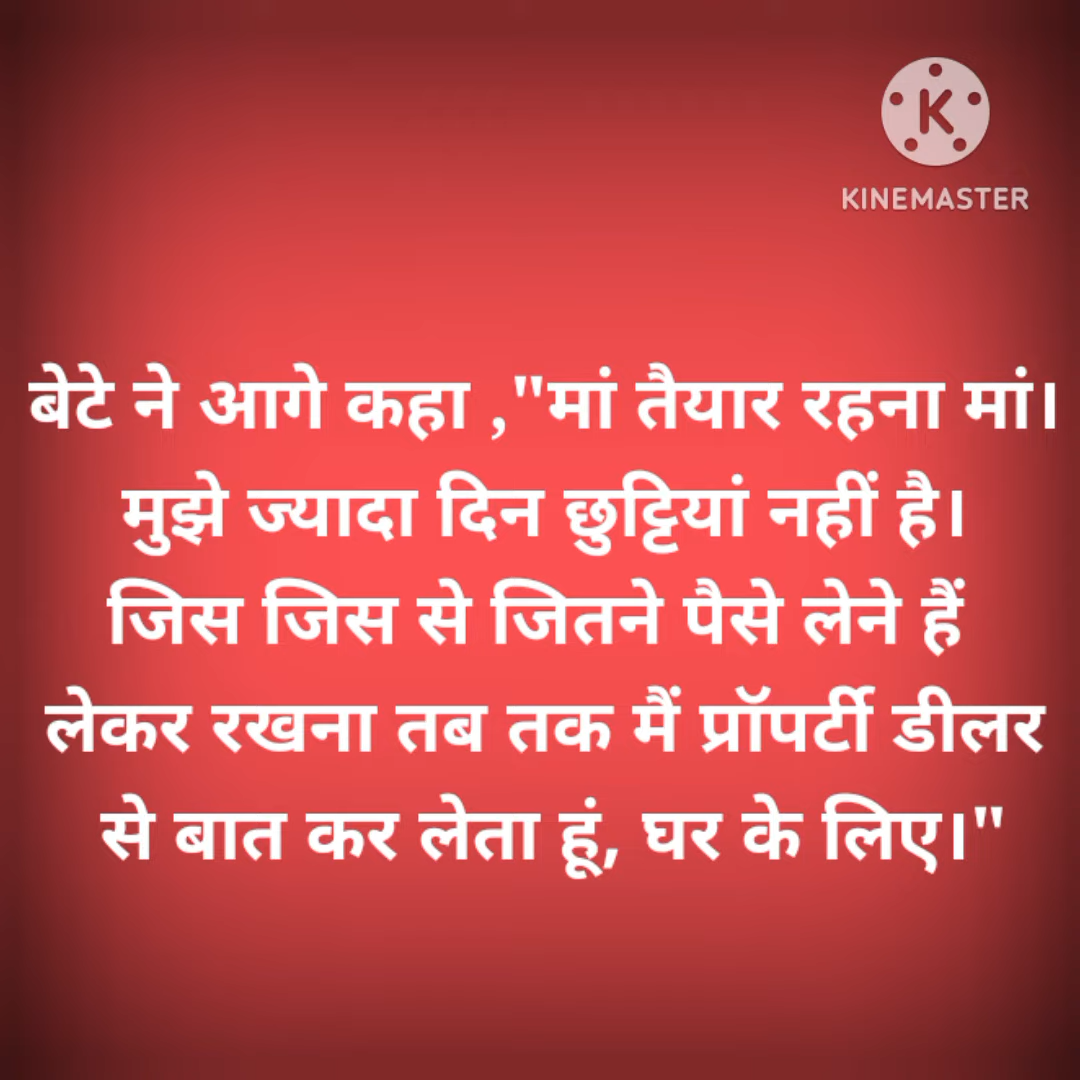 K
KINEMASTER
बेटे ने आगे कहा ,"मां तैयार रहना मां।
मुझे ज्यादा दिन छुट्टियां नहीं है।
जिस जिस से जितने पैसे लेने हैं
लेकर रखना तब तक मैं प्रॉपर्टी डीलर
से बात कर लेता हूं, घर के लिए।"